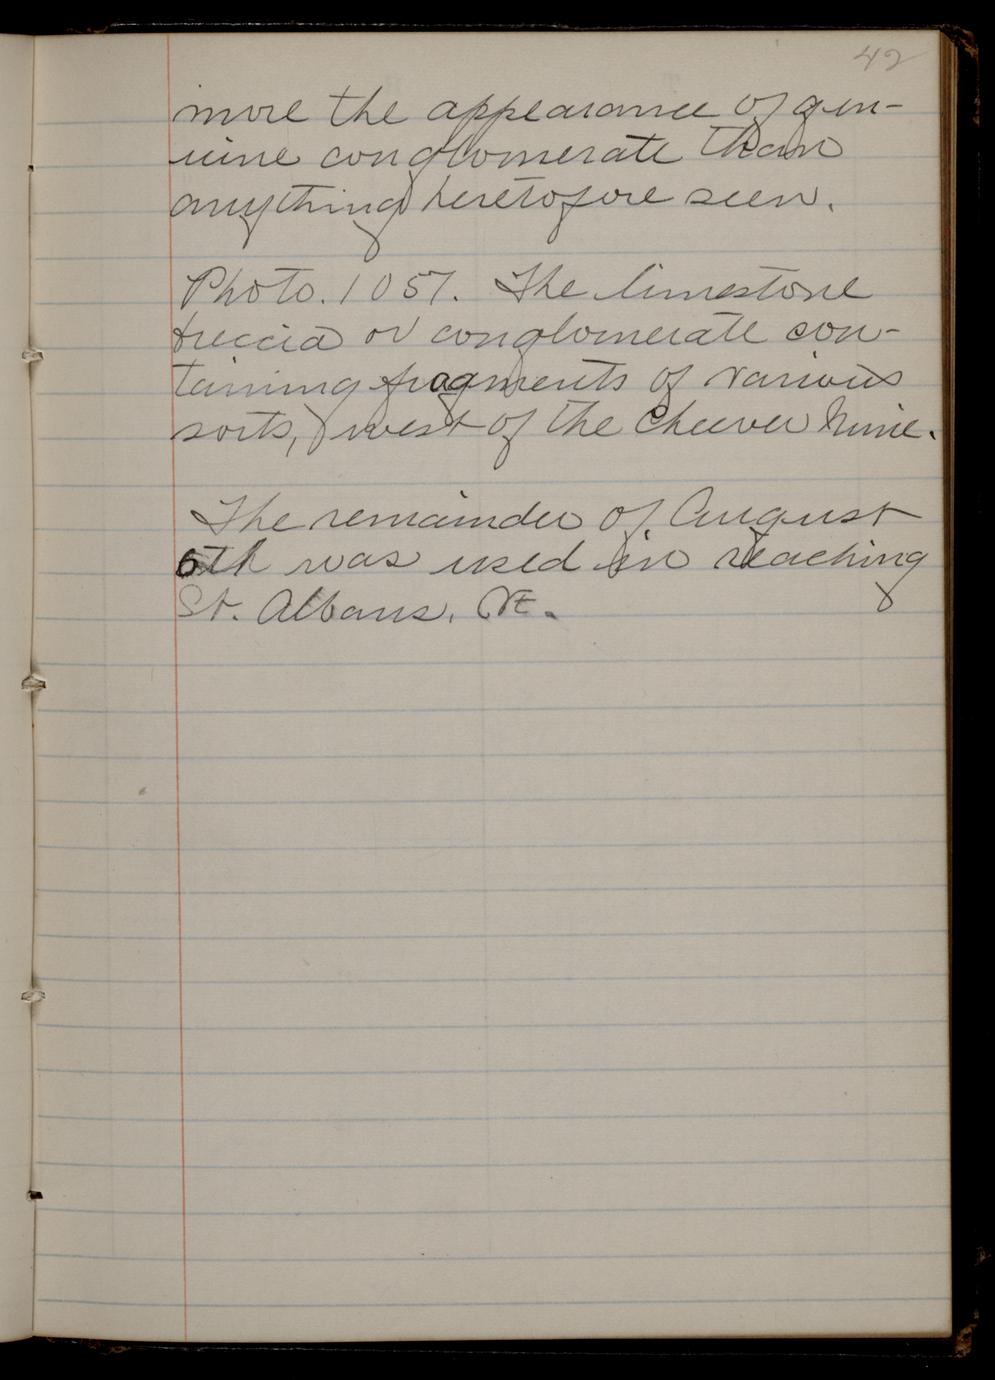 42
more the appearance of gen-
uine conglomerate than
anything heretofore seen.
Photo. 1057. The limestone
breccia or conglomerate con-
taining fragments of various
sorts, west of the Cheever Mine.
The remainder of August
6th was used in reaching
St. Albans, Vt.